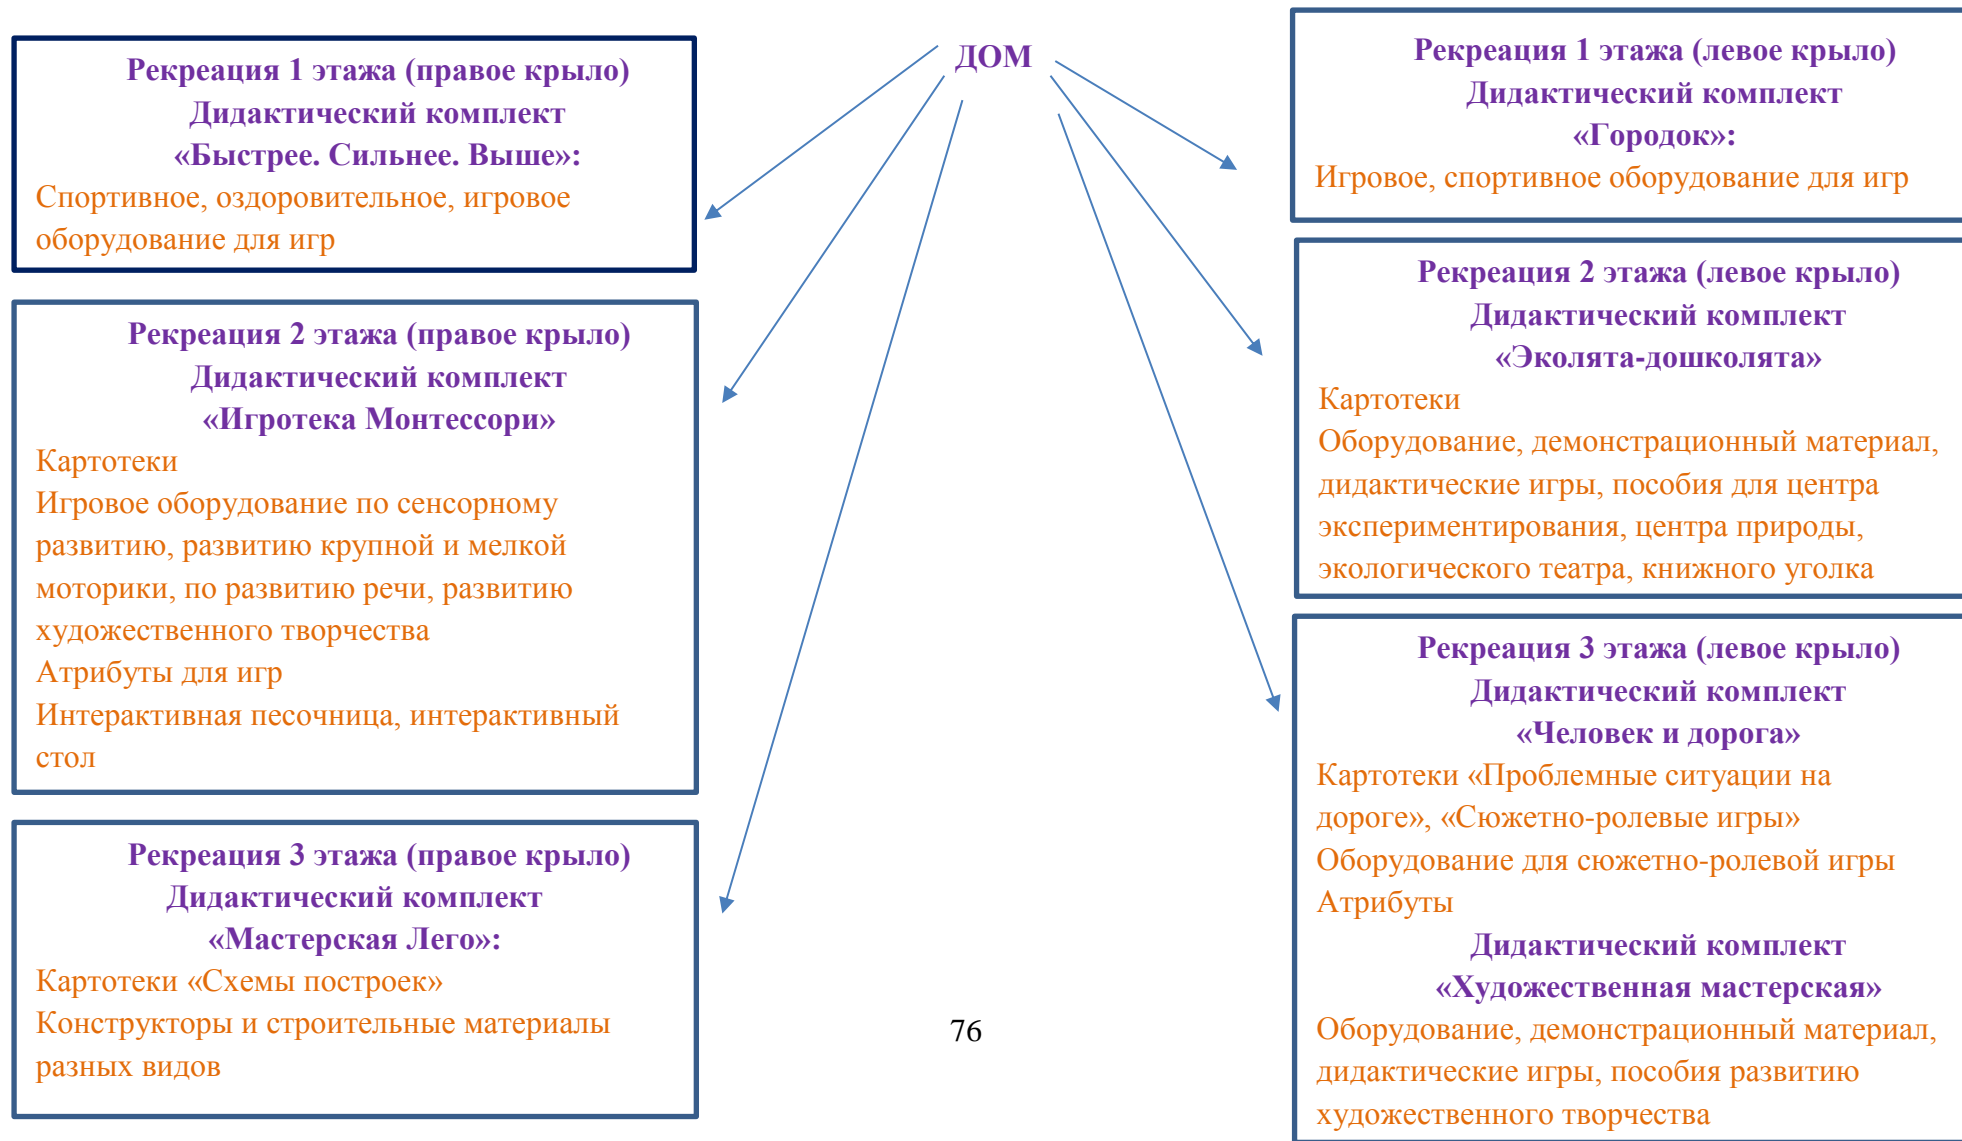 ДОМ
Рекреация 1 этажа (правое крыло)
Дидактический комплект
«Быстрее. Сильнее. Выше»:
Спортивное, оздоровительное, игровое
оборудование для игр
Рекреация 2 этажа (правое крыло)
Дидактический комплект
«Игротека Монтессори»
Картотеки
Игровое оборудование по сенсорному
развитию, развитию крупной и мелкой
моторики, по развитию речи, развитию
художественного творчества
Атрибуты для игр
Интерактивная песочница, интерактивный
стол
Рекреация 3 этажа (правое крыло)
Дидактический комплект
«Мастерская Лего»:
Картотеки «Схемы построек»
Конструкторы и строительные материалы
разных видов
Рекреация 1 этажа (левое крыло)
Дидактический комплект
«Городок»:
Игровое, спортивное оборудование для игр
Рекреация 2 этажа (левое крыло)
Дидактический комплект
«Эколята-дошколята»
Картотеки
Оборудование, демонстрационный материал,
дидактические игры, пособия для центра
экспериментирования, центра природы,
экологического театра, книжного уголка
Рекреация 3 этажа (левое крыло)
Дидактический комплект
«Человек и дорога»
Картотеки «Проблемные ситуации на
дороге», «Сюжетно-ролевые игры»
Оборудование для сюжетно-ролевой игры
Атрибуты
Дидактический комплект
«Художественная мастерская»
Оборудование, демонстрационный материал,
дидактические игры, пособия развитию
художественного творчества
76